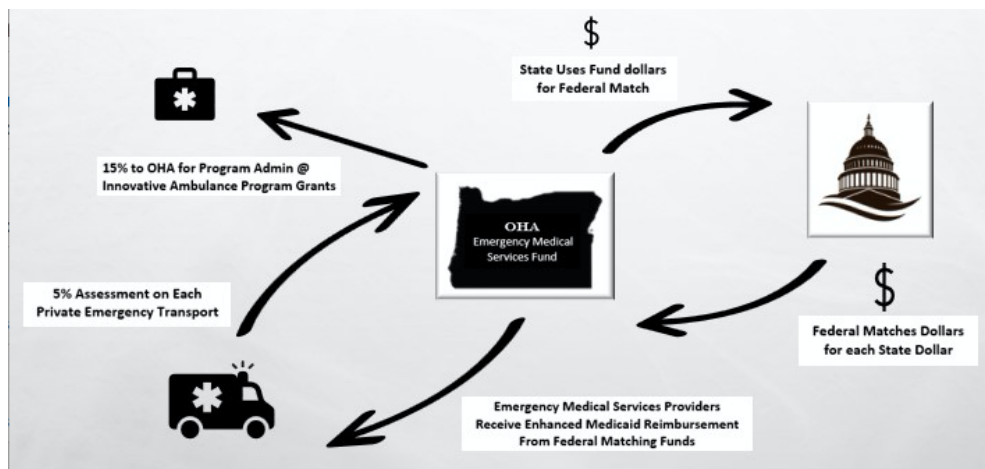 $
State Uses Fund dollars
for Federal Match
15% to OHA for Program Admin @
Innovative Ambulance Program Grants
OHA
Emergency Medical
Services Fund
5% Assessment on Each
Private Emergency Transport
$
Federal Matches Dollars
for each State Dollar
Emergency Medical Services Providers
Receive Enhanced Medicaid Reimbursement
From Federal Matching Funds